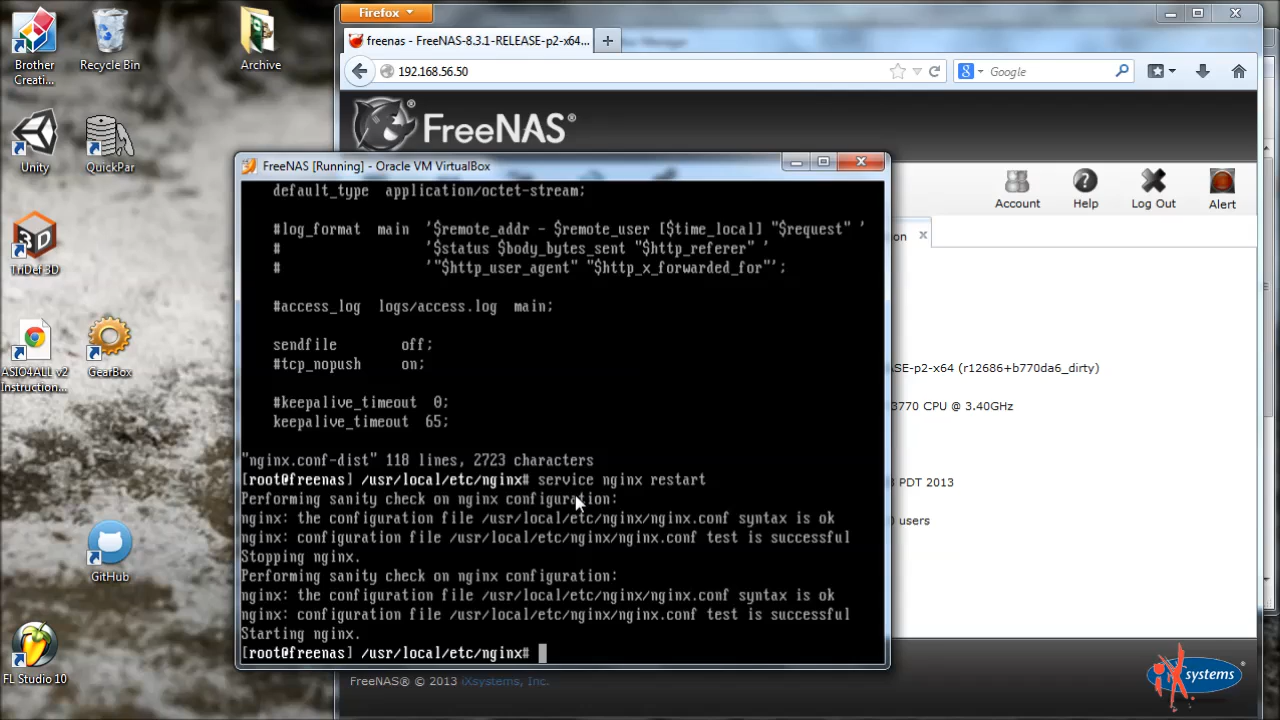 Firefox
freenas - FreeNAS-8.3.1-RELEASE-p2-x64...
192.168.56.50
Google
FreeNAS®
Account
Help
Log Out
Alert
on
SE-p2-x64 (r12686+b770da6_dirty)
3770 CPU @ 3.40GHz
PDT 2013
users
FreeNAS® © 2013 iXsystems, Inc.
systems
Brother
Creati...
Recycle Bin
Archive
Unity
QuickPar
TriDef 3D
ASIO4ALL v2
Instruction...
GearBox
GitHub
FL Studio 10
FreeNAS [Running] - Oracle VM VirtualBox
default_type application/octet-stream;
#log_format main '$remote_addr - $remote_user [$time_local] "$request" '
# '$status $body_bytes_sent "$http_referer" '
# '"$http_user_agent" "$http_x_forwarded_for"';
#access_log logs/access.log main;
sendfile off;
#tcp_nopush on;
#keepalive_timeout 0;
keepalive_timeout 65;
"nginx.conf-dist" 118 lines, 2723 characters
[root@freenas] /usr/local/etc/nginx# service nginx restart
Performing sanity check on nginx configuration:
nginx: the configuration file /usr/local/etc/nginx/nginx.conf syntax is ok
nginx: configuration file /usr/local/etc/nginx/nginx.conf test is successful
Stopping nginx.
Performing sanity check on nginx configuration:
nginx: the configuration file /usr/local/etc/nginx/nginx.conf syntax is ok
nginx: configuration file /usr/local/etc/nginx/nginx.conf test is successful
Starting nginx.
[root@freenas] /usr/local/etc/nginx#